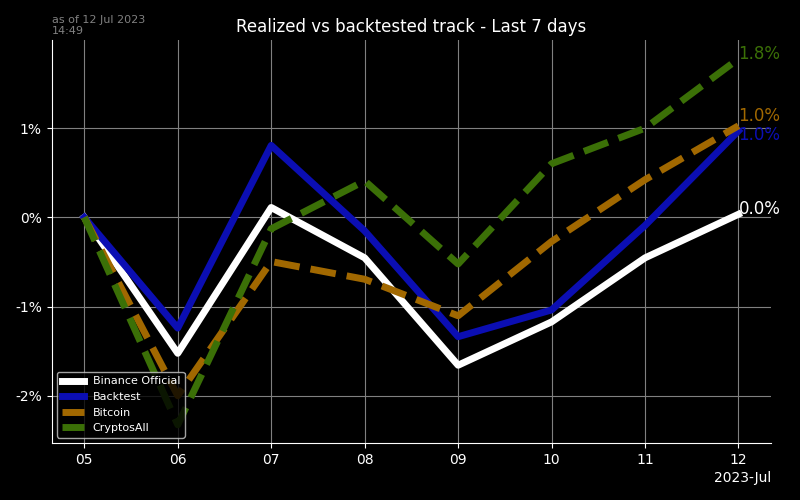 as of 12 Jul 2023
14:49
Realized vs backtested track - Last 7 days
1.8%
1.0%
1.0%
0.0%
1%
0%
-1%
-2%
Binance Official
Backtest
Bitcoin
CryptosAll
05 06 07 08 09 10 11 12
2023-Jul